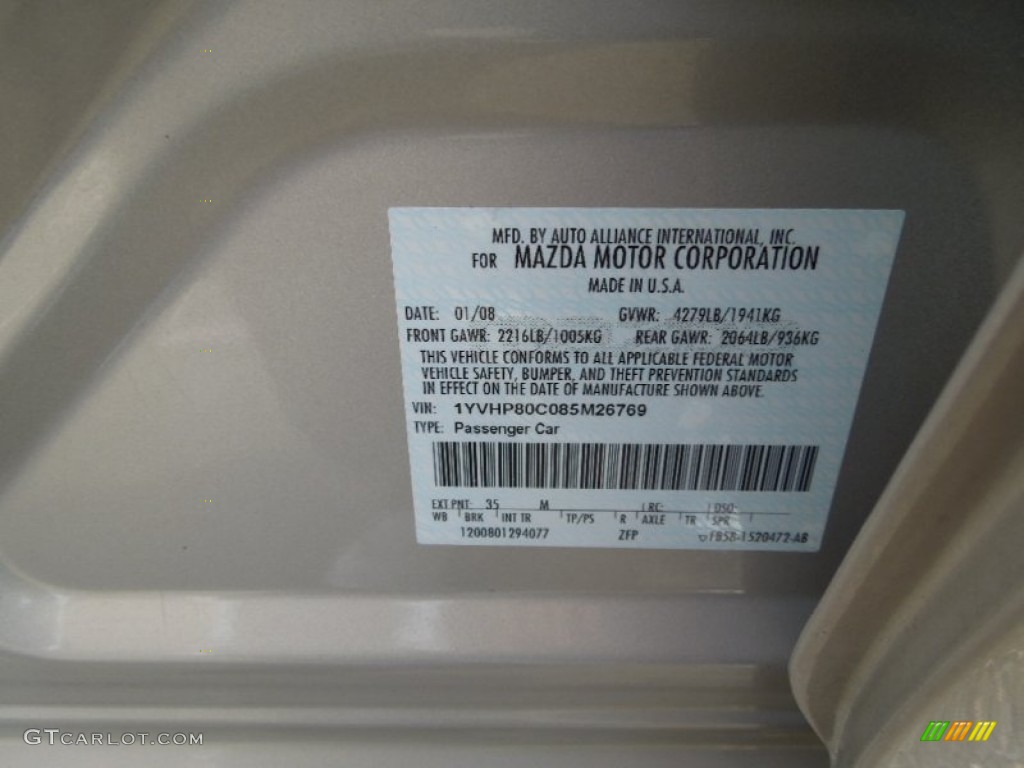 MFD. BY AUTO ALLIANCE INTERNATIONAL, INC.
FOR MAZDA MOTOR CORPORATION
MADE IN U.S.A.
DATE: 01/08 GVWR: 4279LB/1941KG
FRONT GAWR: 2216LB/1005KG REAR GAWR: 2064LB/936KG
THIS VEHICLE CONFORMS TO ALL APPLICABLE FEDERAL MOTOR
VEHICLE SAFETY, BUMPER, AND THEFT PREVENTION STANDARDS
IN EFFECT ON THE DATE OF MANUFACTURE SHOWN ABOVE.
VIN: 1YVHP80C085M26769
TYPE: Passenger Car
EXT PNT: 35 M RC: DSO:
WB BRK INT TR TP/PS R AXLE TR SPR
1200801294077 ZFP FB5B-1520472-AB
GTCARLOT.COM